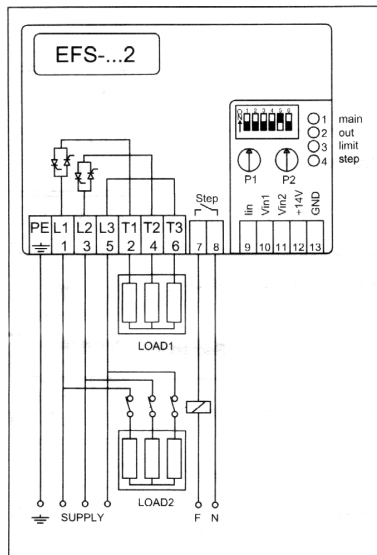 EFS-...2
ON
1 2 3 4 5 6
1 main
2 out
3 limit
4 step
P1 P2
Step
Iin Vin1 Vin2 +14V GND
PE L1 L2 L3 T1 T2 T3
1 3 5 2 4 6 7 8 9 10 11 12 13
LOAD1
LOAD2
SUPPLY F N